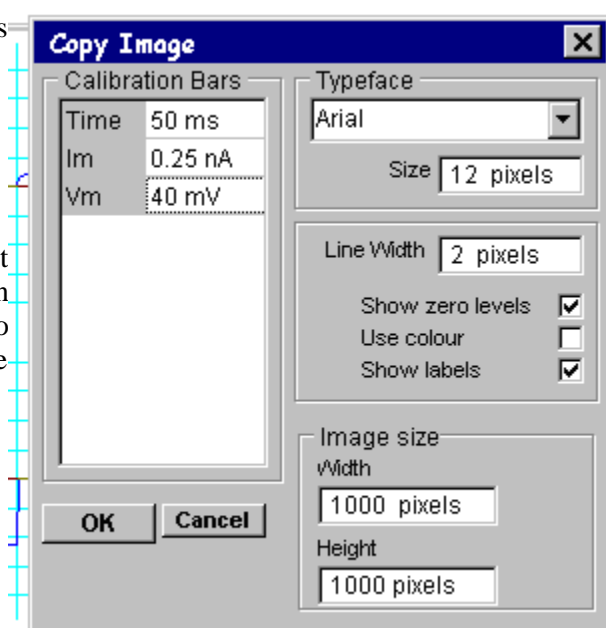 s
Copy Image
Calibration Bars
Time 50 ms
Im 0.25 nA
Vm 40 mV
t
n
o
e
OK Cancel
Typeface
Arial
Size 12 pixels
Line Width 2 pixels
Show zero levels
Use colour
Show labels
Image size
Width
1000 pixels
Height
1000 pixels